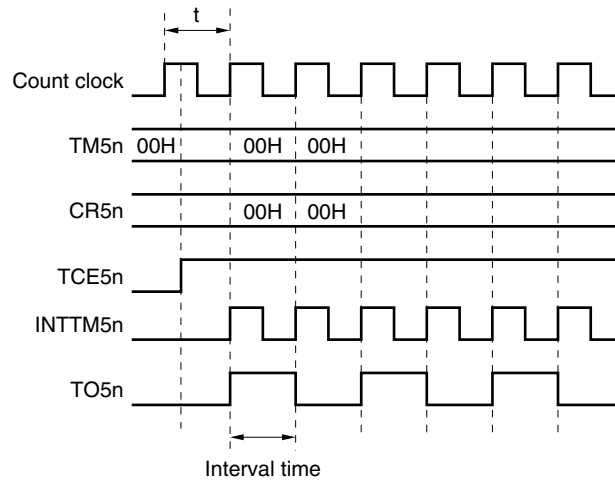 t
Count clock
TM5n 00H 00H 00H
CR5n 00H 00H
TCE5n
INTTM5n
TO5n
Interval time